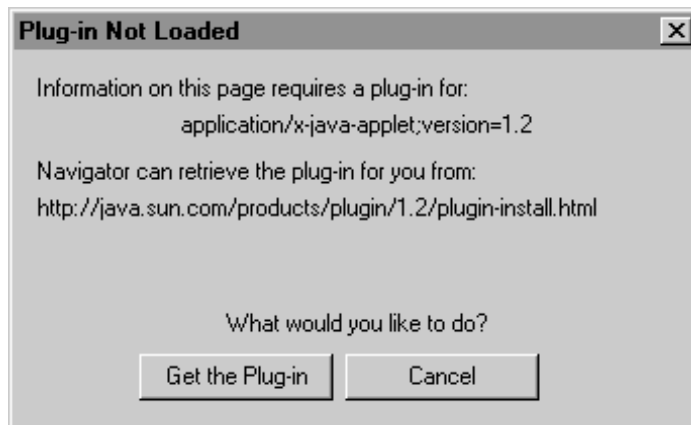 Plug-in Not Loaded
Information on this page requires a plug-in for:
application/x-java-applet;version=1.2
Navigator can retrieve the plug-in for you from:
http://java.sun.com/products/plugin/1.2/plugin-install.html
What would you like to do?
Get the Plug-in Cancel